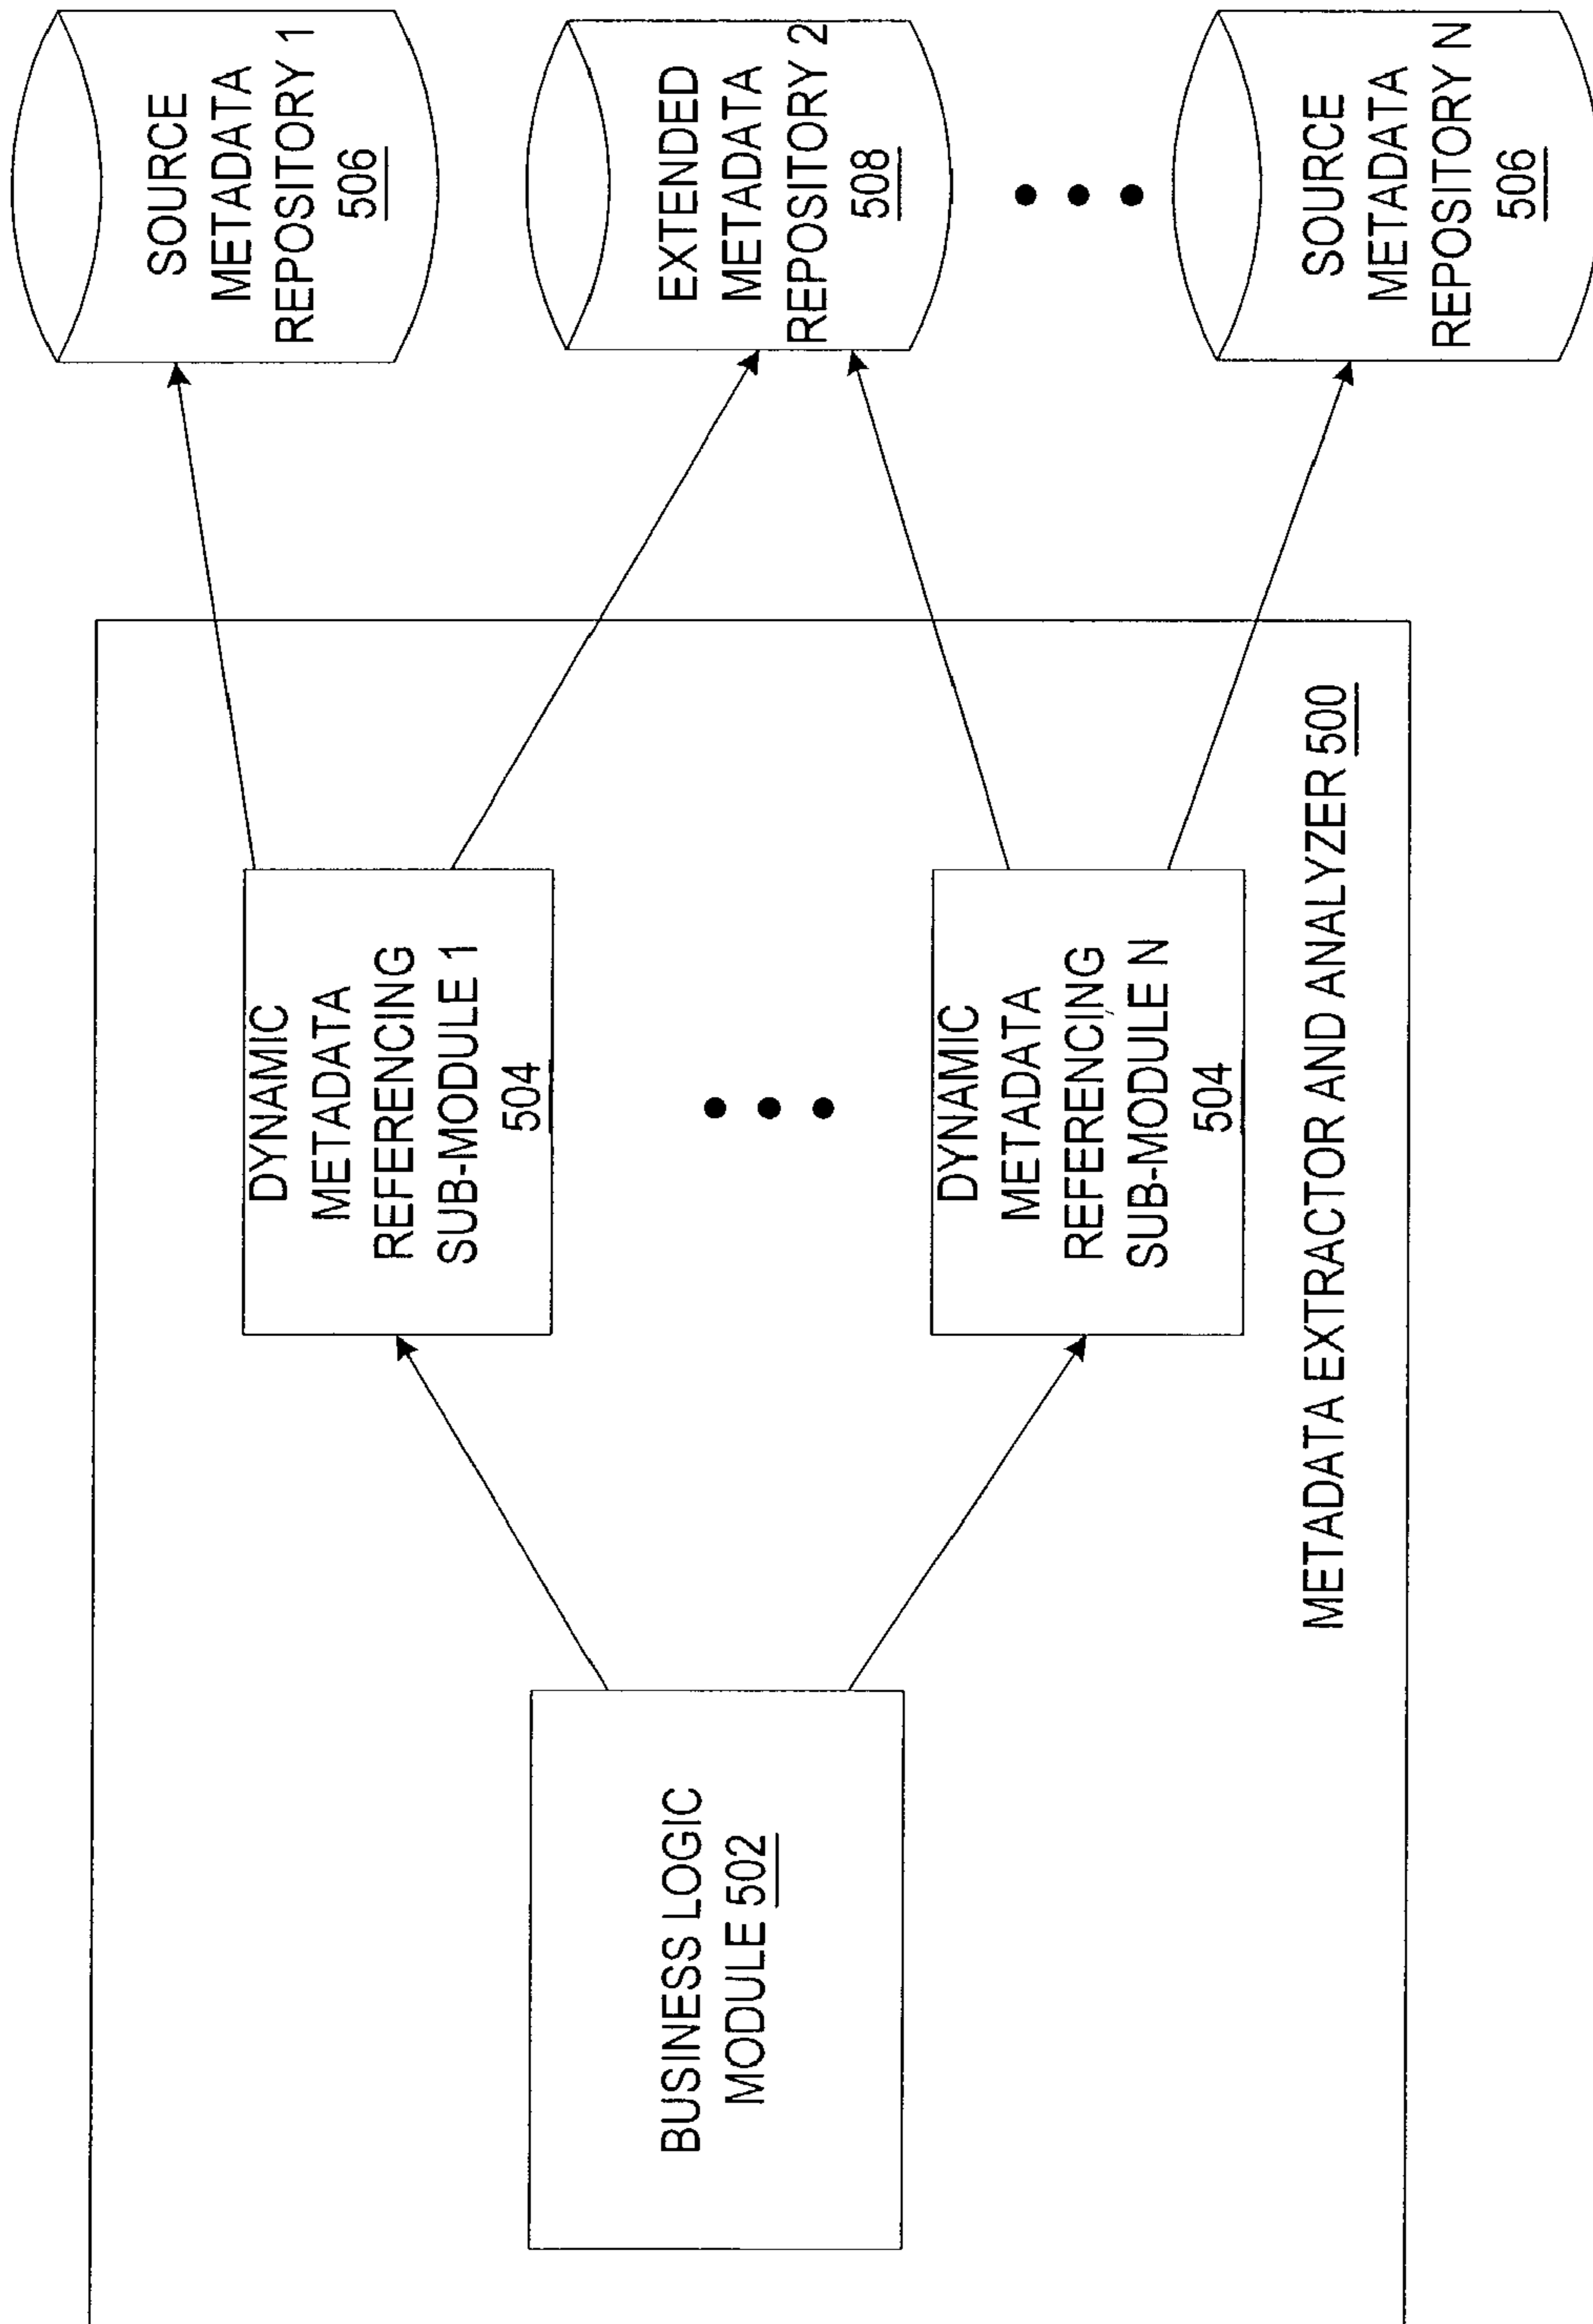 BUSINESS LOGIC
MODULE 502
DYNAMIC
METADATA
REFERENCING
SUB-MODULE 1
504
DYNAMIC
METADATA
REFERENCING
SUB-MODULE N
504
METADATA EXTRACTOR AND ANALYZER 500
SOURCE
METADATA
REPOSITORY 1
506
EXTENDED
METADATA
REPOSITORY 2
508
SOURCE
METADATA
REPOSITORY N
506